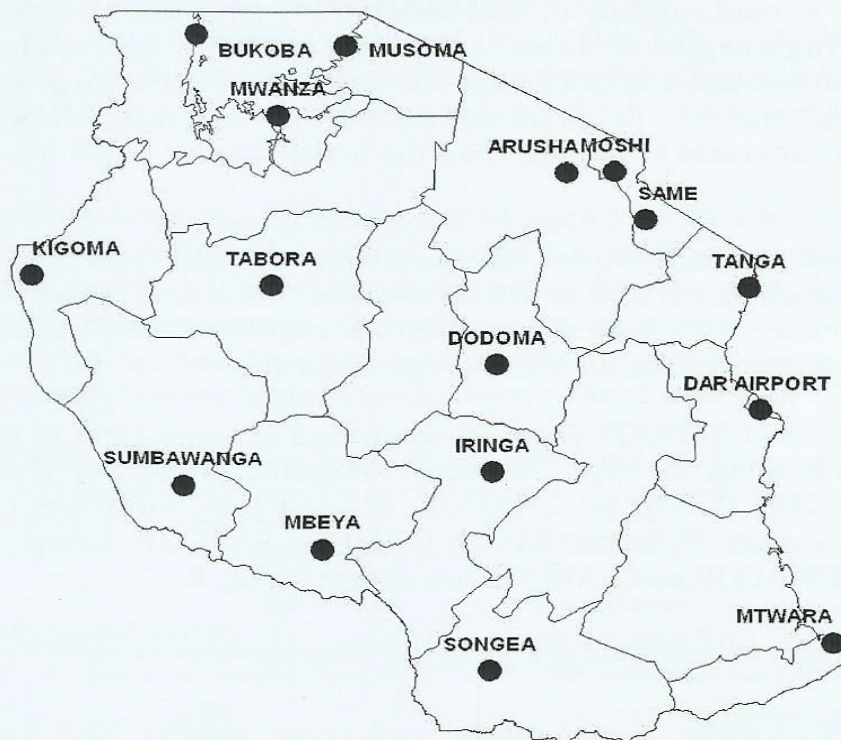 BUKOBA
MUSOMA
MWANZA
ARUSHA
MOSHI
SAME
KIGOMA
TABORA
TANGA
DODOMA
DAR AIRPORT
SUMBAWANGA
IRINGA
MBEYA
MTWARA
SONGEA